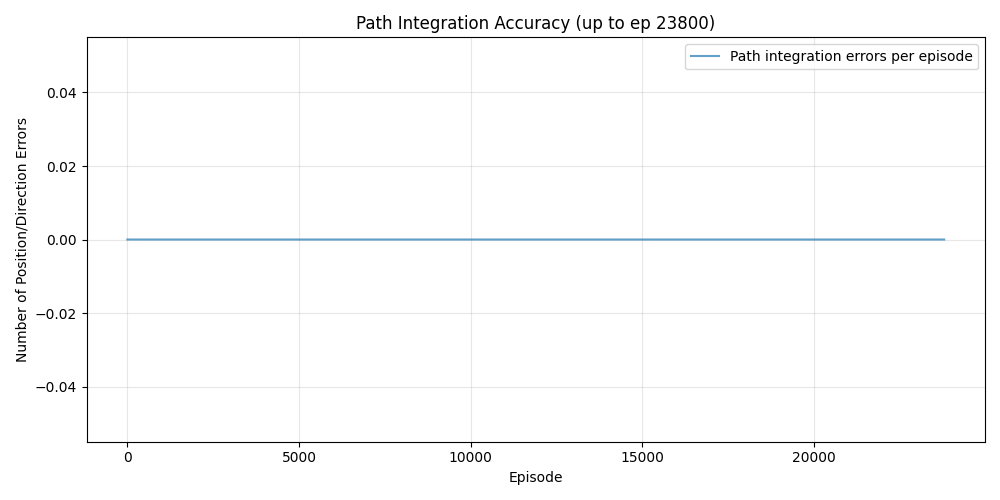 Path Integration Accuracy (up to ep 23800)
Path integration errors per episode
Number of Position/Direction Errors
0.04
0.02
0.00
−0.02
−0.04
0
5000
10000
15000
20000
Episode